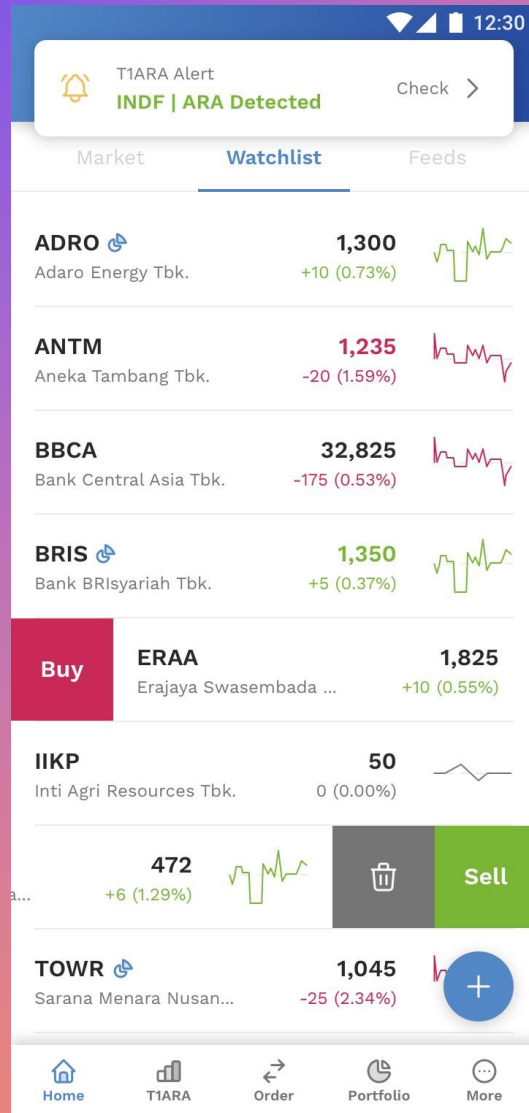 12:30
T1ARA Alert
INDF | ARA Detected
Check
Market Watchlist Feeds
ADRO 1,300
Adaro Energy Tbk. +10 (0.73%)
ANTM 1,235
Aneka Tambang Tbk. -20 (1.59%)
BBCA 32,825
Bank Central Asia Tbk. -175 (0.53%)
BRIS 1,350
Bank BRIsyariah Tbk. +5 (0.37%)
Buy
ERAA 1,825
Erajaya Swasembada ... +10 (0.55%)
IIKP 50
Inti Agri Resources Tbk. 0 (0.00%)
472
a... +6 (1.29%)
Sell
TOWR 1,045
Sarana Menara Nusan... -25 (2.34%)
Home T1ARA Order Portfolio More